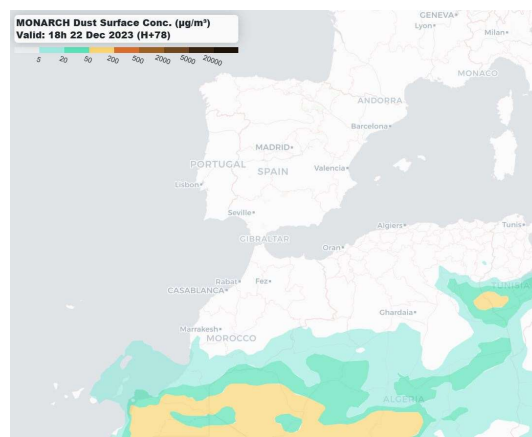 MONARCH Dust Surface Conc. (µg/m³)
Valid: 18h 22 Dec 2023 (H+78)
5 20 50 200 500 2000 5000 20000
GENEVA
Milan
Lyon
MONACO
ANDORRA
Barcelona
MADRID
PORTUGAL
SPAIN
Valencia
Lisbon
Seville
Algiers
Tunis
GIBRALTAR
Oran
Rabat
Fez
CASABLANCA
TUNISIA
Ghardaia
Marrakesh
MOROCCO
ALGERIA